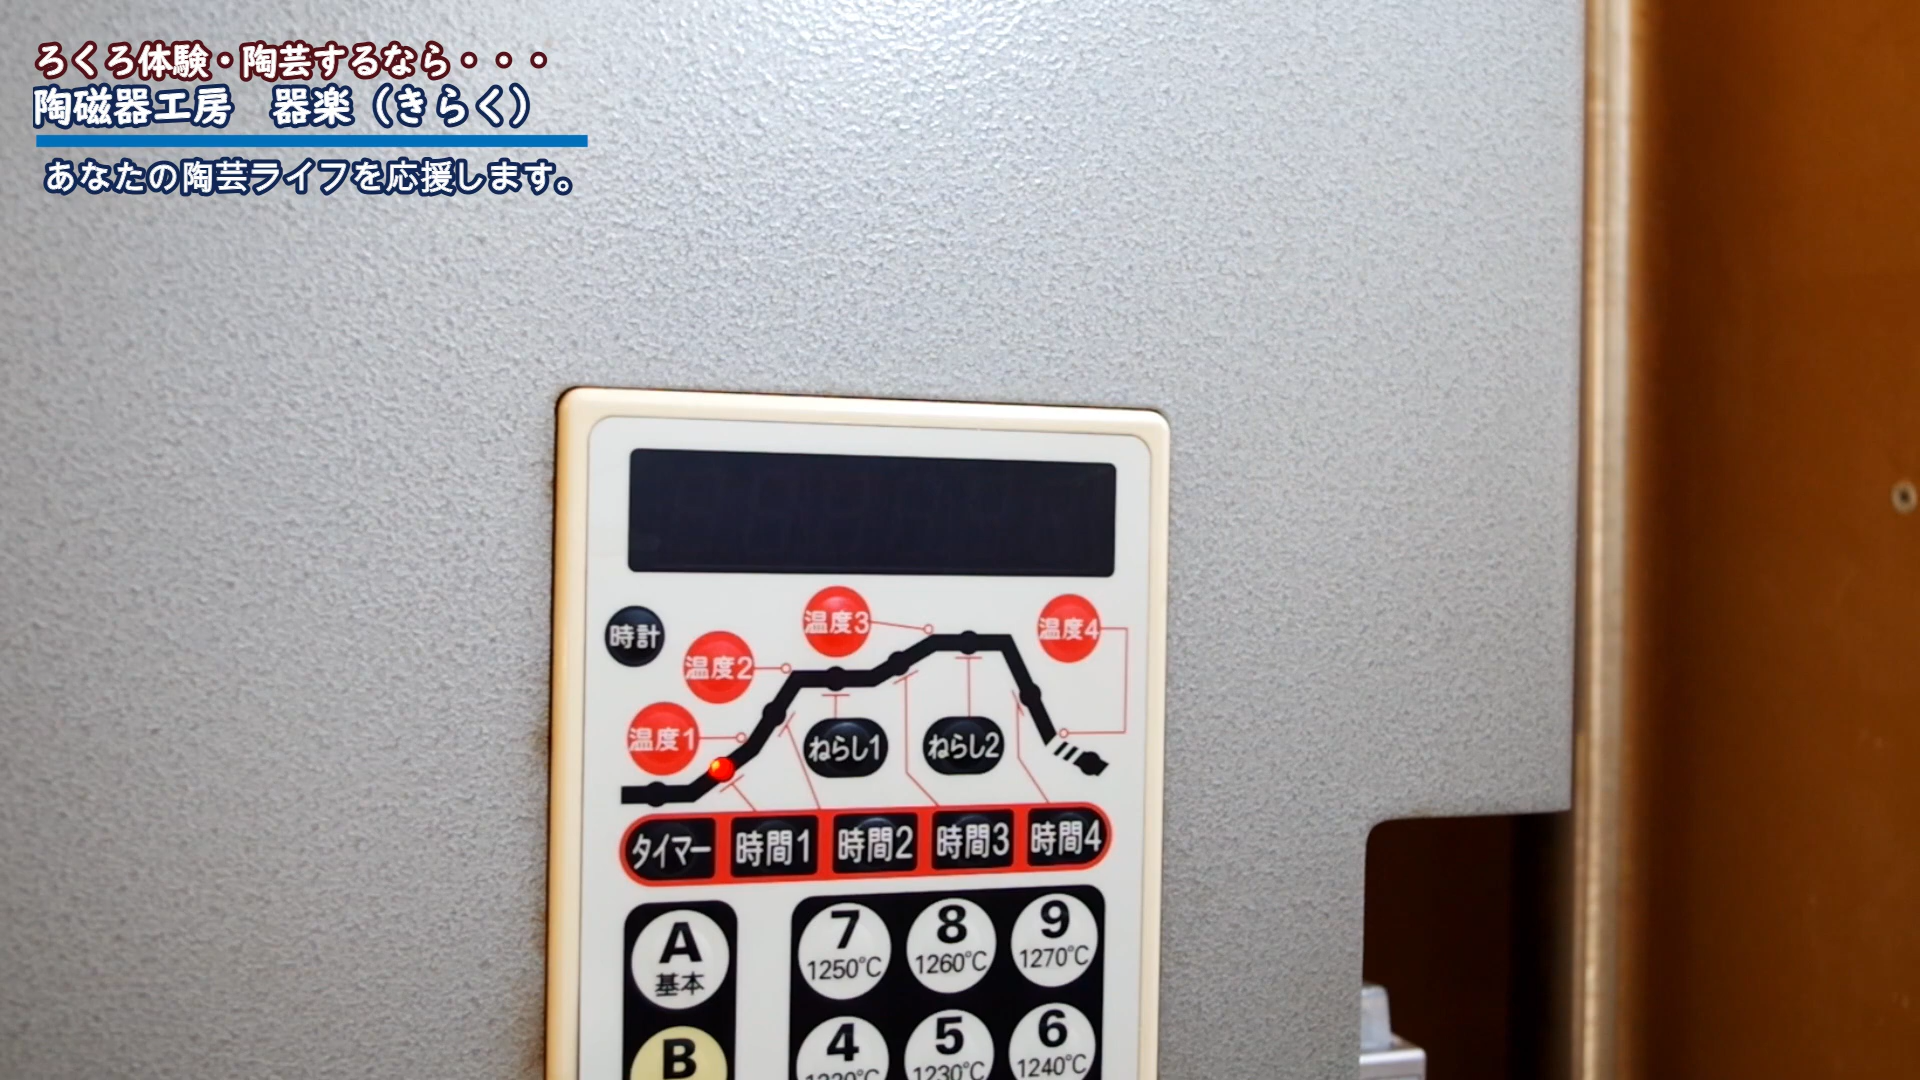 ろくろ体験・陶芸するなら・・・
陶磁器工房　器楽（きらく）
あなたの陶芸ライフを応援します。
時計
温度3
温度4
温度2
温度1
ねらし1
ねらし2
タイマー 時間1 時間2 時間3 時間4
A
基本
7
1250℃
8
1260℃
9
1270℃
B
4
5
1230℃
6
1240℃